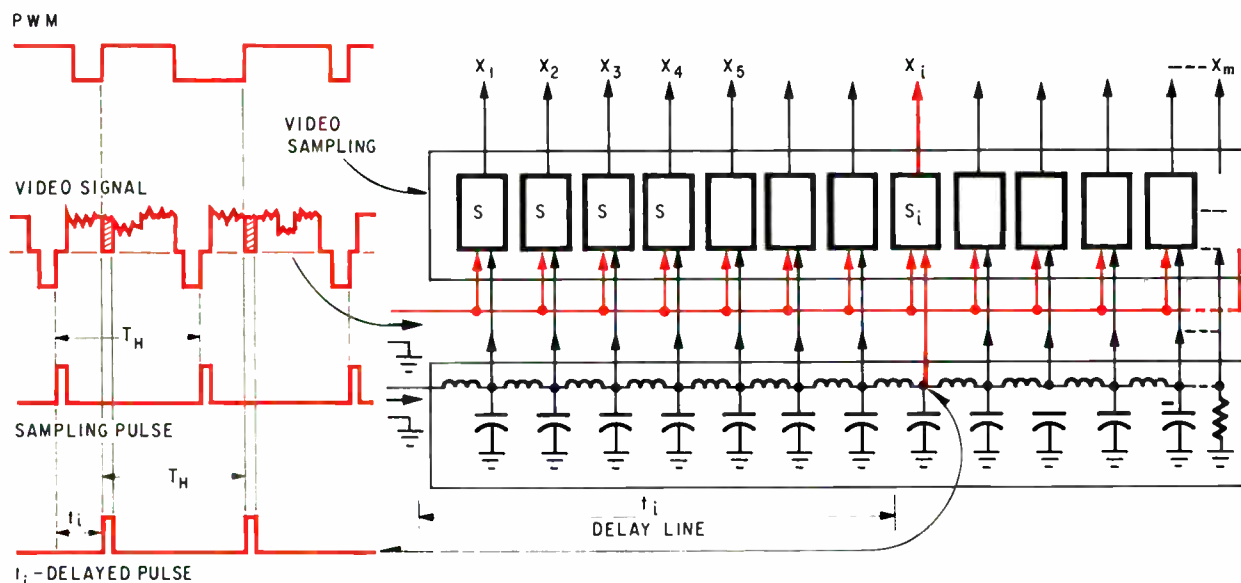 PWM
X1 X2 X3 X4 X5 Xi Xm
VIDEO
SAMPLING
VIDEO SIGNAL
S S S S Si
TH
SAMPLING PULSE
TH
ti
ti
DELAY LINE
ti-DELAYED PULSE